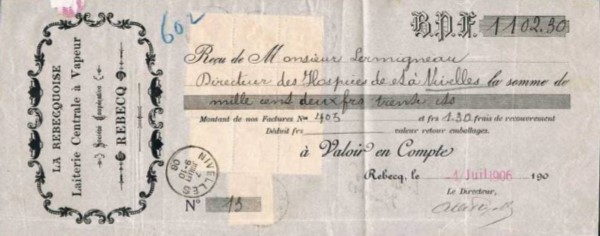 602
B.P.F. 1102.30
LA REBECQUOISE
Laiterie Centrale à Vapeur
Société Coopérative
REBECQ
Reçu de Monsieur Lermigneau
Directeur des Hospices de et à Nivelles la somme de
mille cent deux frs trente cts
Montant de nos Factures Nos 403 et frs 1.30 frais de recouvrement
Déduit frs valeur retour emballages.
à Valoir en Compte
Rebecq, le 4 Juil 1906 190
Le Directeur,
NIVELLES
No 13